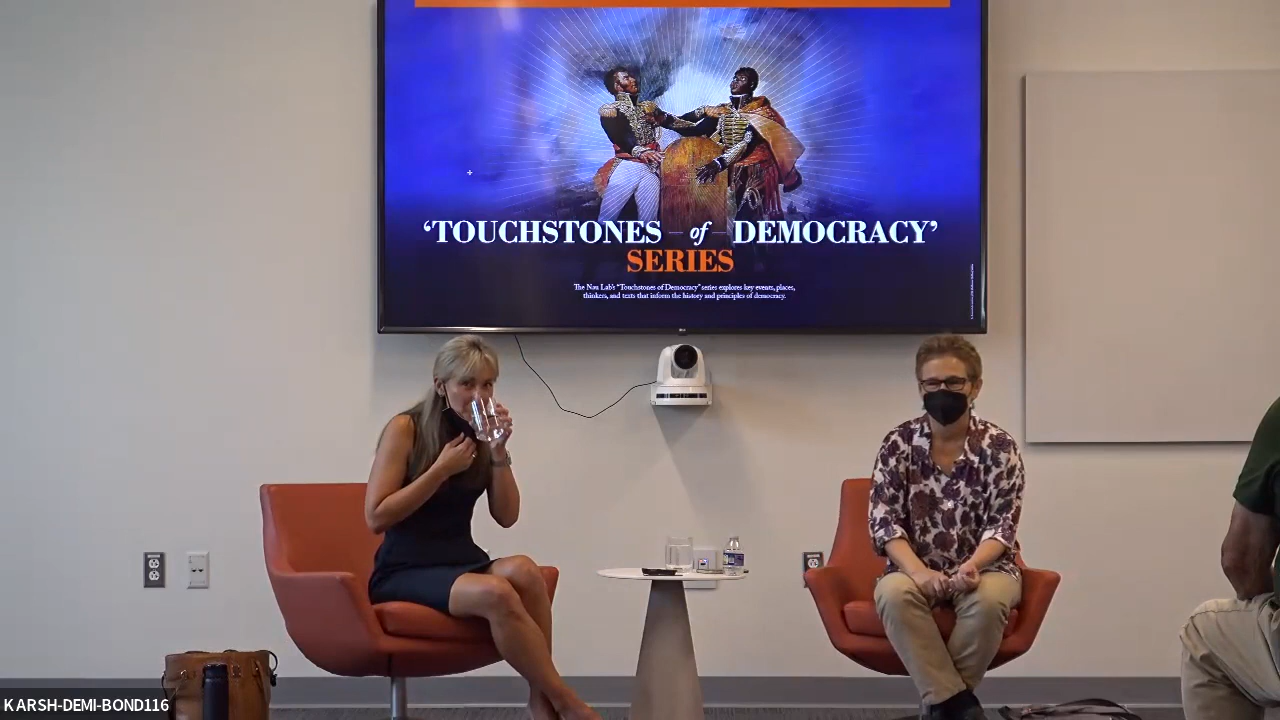 ‘TOUCHSTONES – of – DEMOCRACY’
SERIES
The Nau Lab's "Touchstones of Democracy" series explores key events, places,
thinkers, and texts that inform the history and principles of democracy.
KARSH-DEMI-BOND116